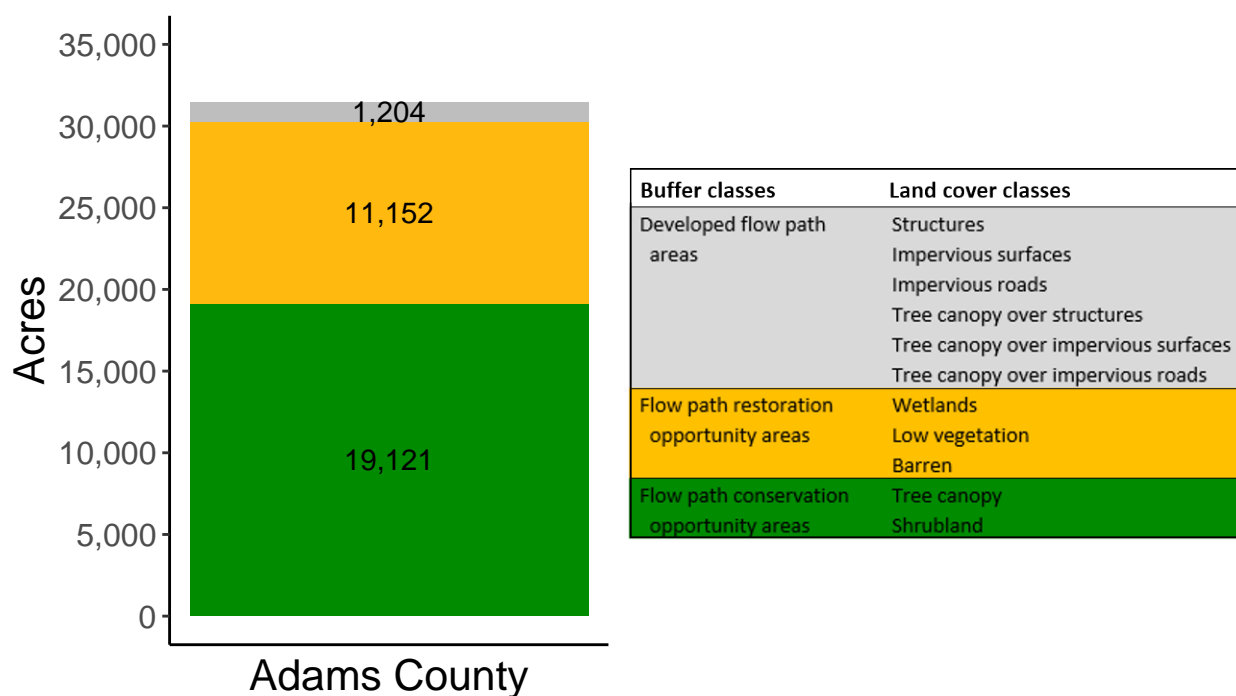 35,000
30,000
25,000
20,000
15,000
10,000
5,000
0
Acres
1,204
11,152
19,121
Adams County
Buffer classes Land cover classes
Developed flow path Structures
areas Impervious surfaces
Impervious roads
Tree canopy over structures
Tree canopy over impervious surfaces
Tree canopy over impervious roads
Flow path restoration Wetlands
opportunity areas Low vegetation
Barren
Flow path conservation Tree canopy
opportunity areas Shrubland